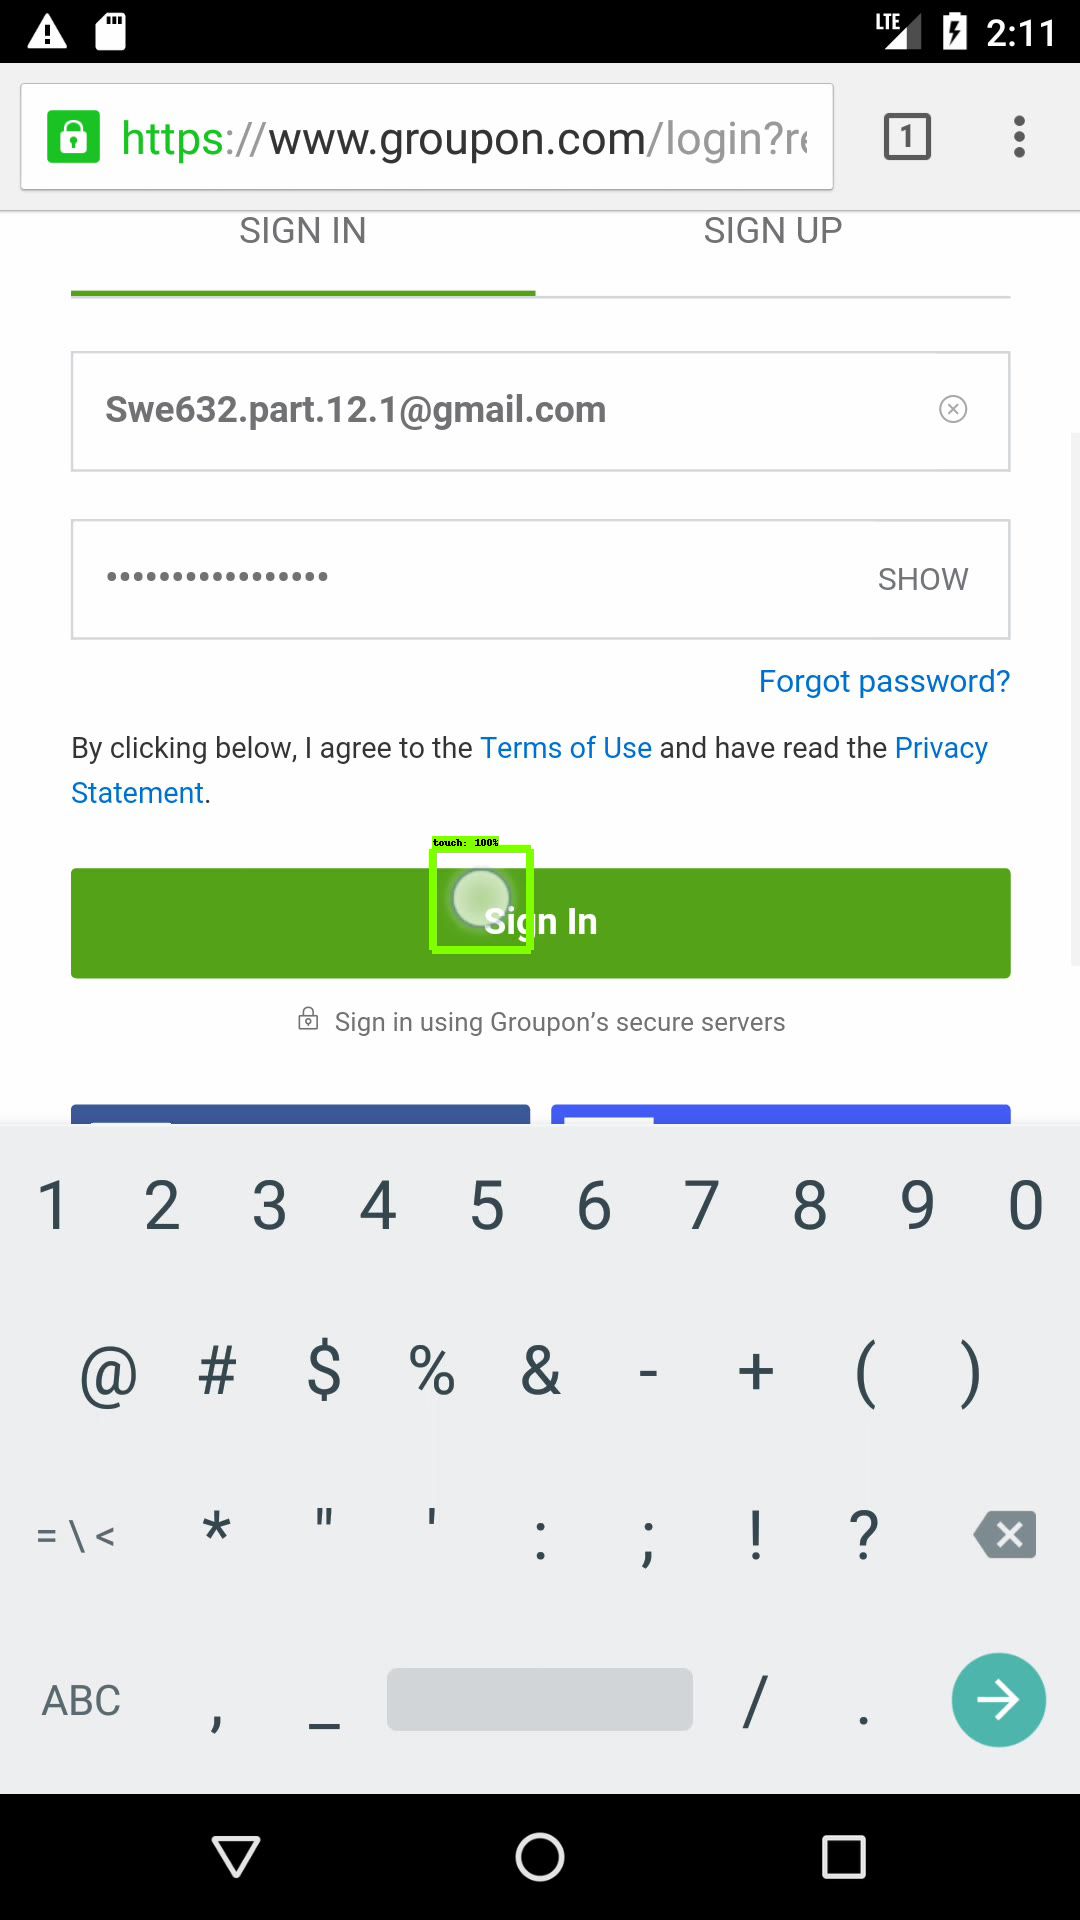 LTE 2:11
https://www.groupon.com/login?re
1
SIGN IN SIGN UP
Swe632.part.12.1@gmail.com
••••••••••••••••• SHOW
Forgot password?
By clicking below, I agree to the Terms of Use and have read the Privacy
Statement.
touch: 100%
Sign In
Sign in using Groupon’s secure servers
1 2 3 4 5 6 7 8 9 0
@ # $ % & - + ( )
= \ < * " ' : ; ! ?
ABC , _ / .